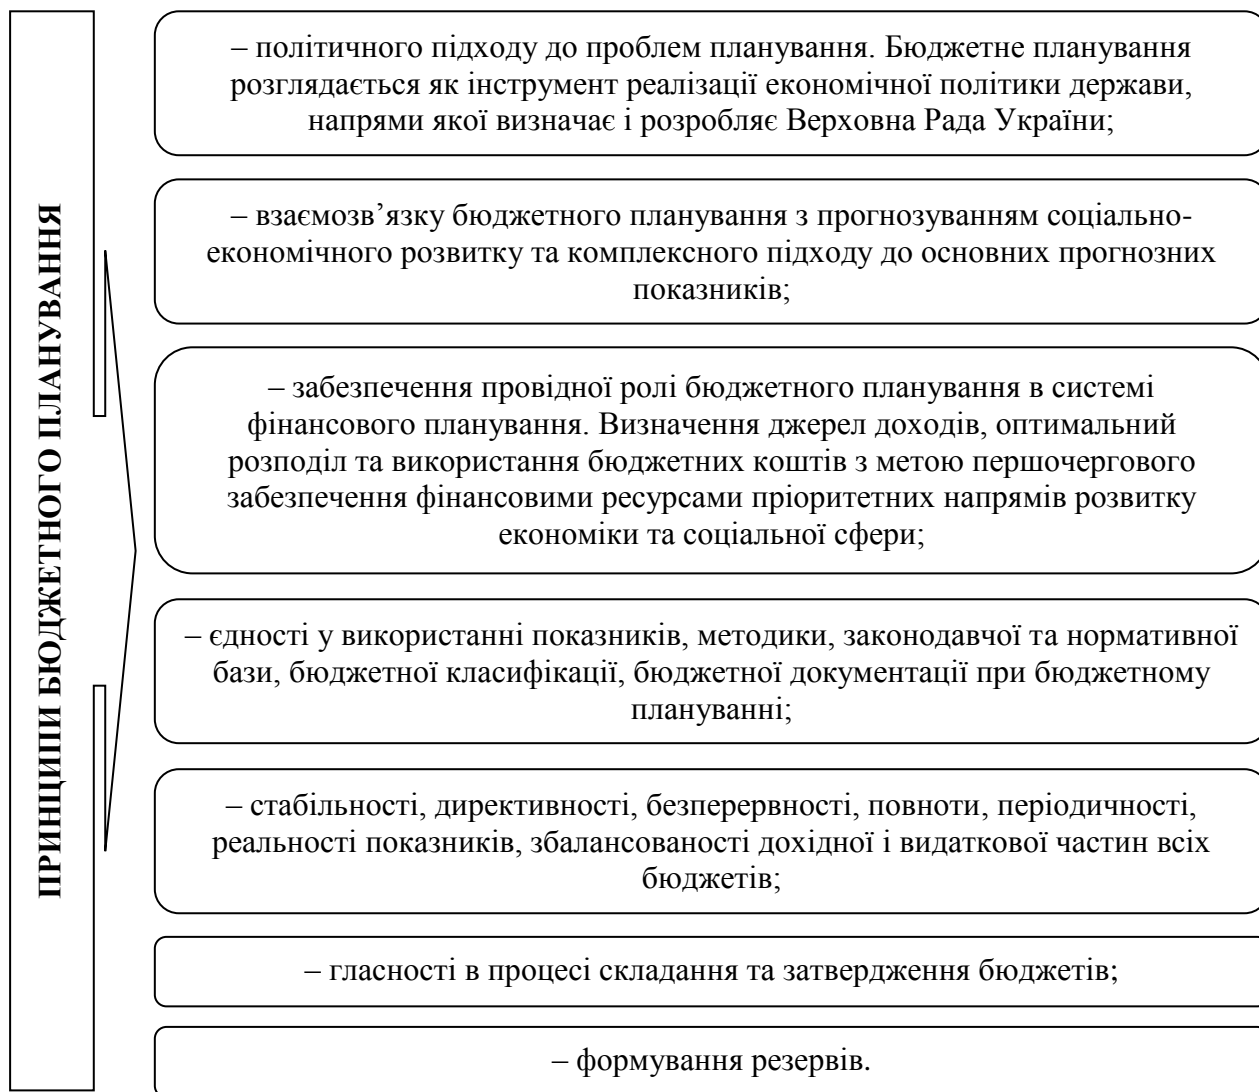 ПРИНЦИПИ БЮДЖЕТНОГО ПЛАНУВАННЯ
– політичного підходу до проблем планування. Бюджетне планування
розглядається як інструмент реалізації економічної політики держави,
напрями якої визначає і розробляє Верховна Рада України;
– взаємозв’язку бюджетного планування з прогнозуванням соціально-
економічного розвитку та комплексного підходу до основних прогнозних
показників;
– забезпечення провідної ролі бюджетного планування в системі
фінансового планування. Визначення джерел доходів, оптимальний
розподіл та використання бюджетних коштів з метою першочергового
забезпечення фінансовими ресурсами пріоритетних напрямів розвитку
економіки та соціальної сфери;
– єдності у використанні показників, методики, законодавчої та нормативної
бази, бюджетної класифікації, бюджетної документації при бюджетному
плануванні;
– стабільності, директивності, безперервності, повноти, періодичності,
реальності показників, збалансованості дохідної і видаткової частин всіх
бюджетів;
– гласності в процесі складання та затвердження бюджетів;
– формування резервів.